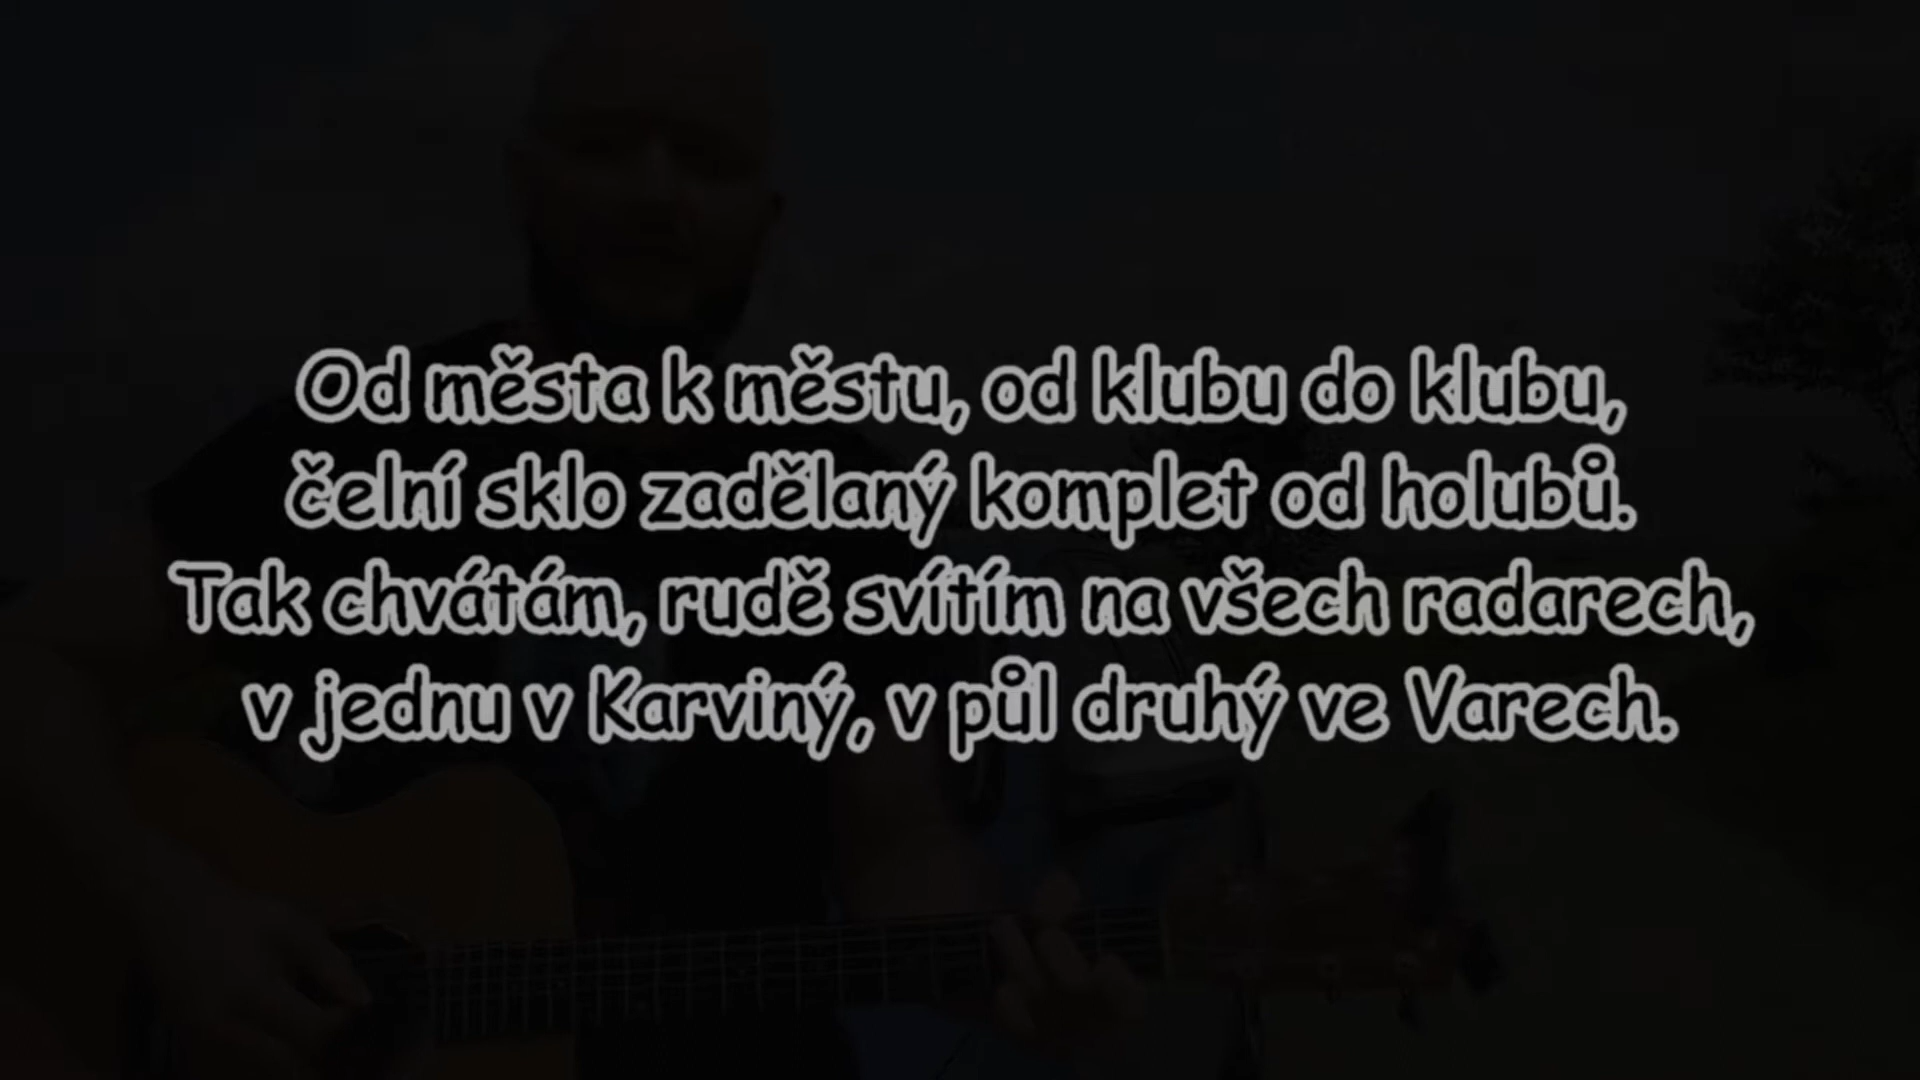 Od města k městu, od klubu do klubu,
čelní sklo zadělaný komplet od holubů.
Tak chvátám, rudě svítím na všech radarech,
v jednu v Karviný, v půl druhý ve Varech.